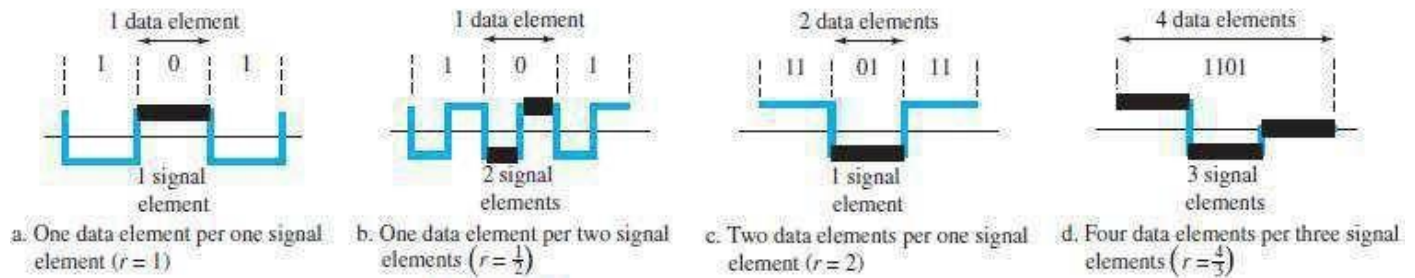 1 data element
1 0 1
1 signal
element
a. One data element per one signal
element (r = 1)
1 data element
1 0 1
2 signal
elements
b. One data element per two signal
elements (r = 1/2)
2 data elements
11 01 11
1 signal
element
c. Two data elements per one signal
element (r = 2)
4 data elements
1101
3 signal
elements
d. Four data elements per three signal
elements (r = 4/3)